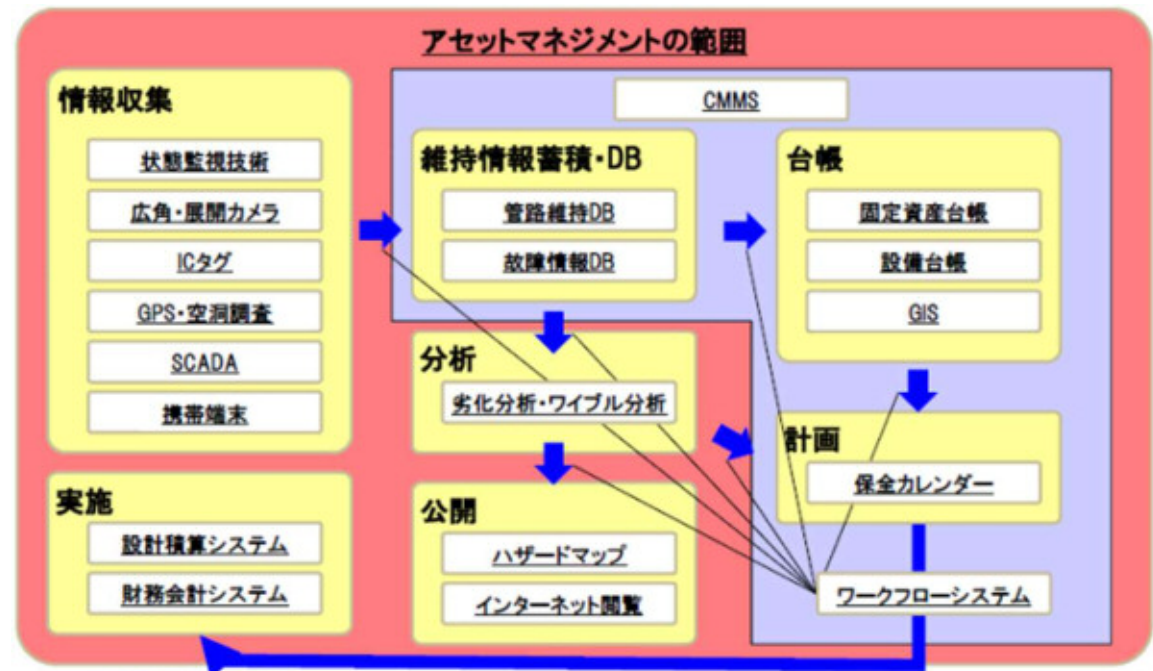 アセットマネジメントの範囲
情報収集
状態監視技術
広角・展開カメラ
ICタグ
GPS・空洞調査
SCADA
携帯端末
CMMS
維持情報蓄積・DB
管路維持DB
故障情報DB
台帳
固定資産台帳
設備台帳
GIS
分析
劣化分析・ワイブル分析
計画
保全カレンダー
実施
設計積算システム
財務会計システム
公開
ハザードマップ
インターネット閲覧
ワークフローシステム